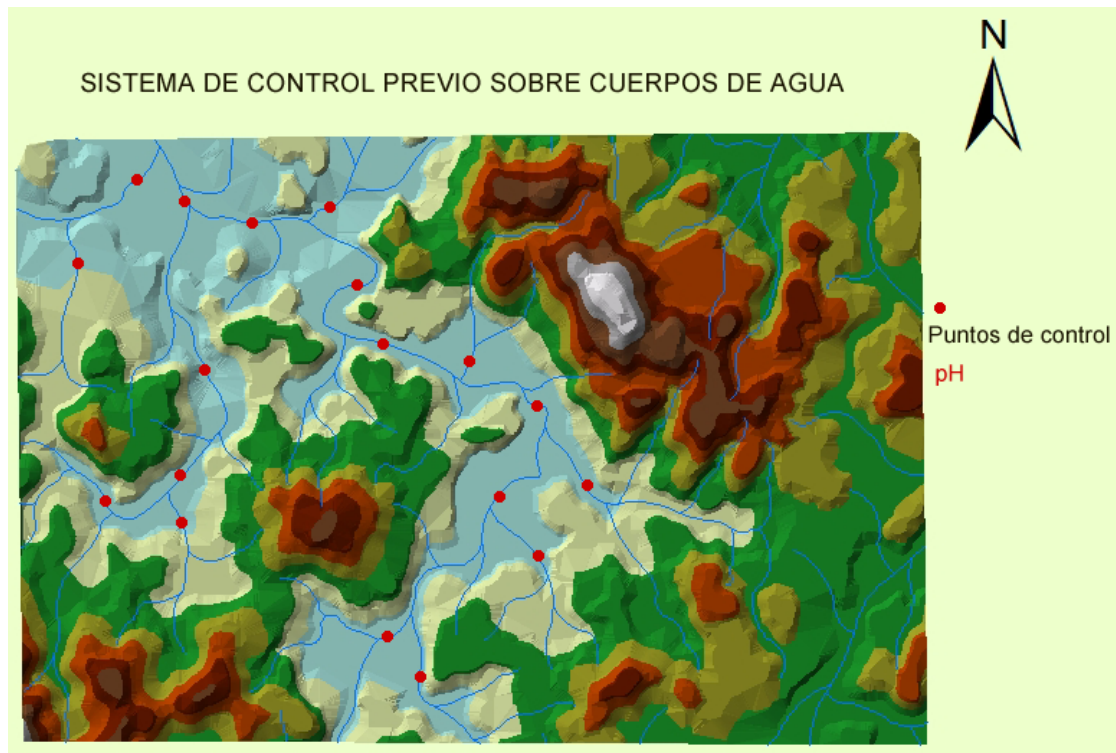 N
SISTEMA DE CONTROL PREVIO SOBRE CUERPOS DE AGUA
Puntos de control
pH